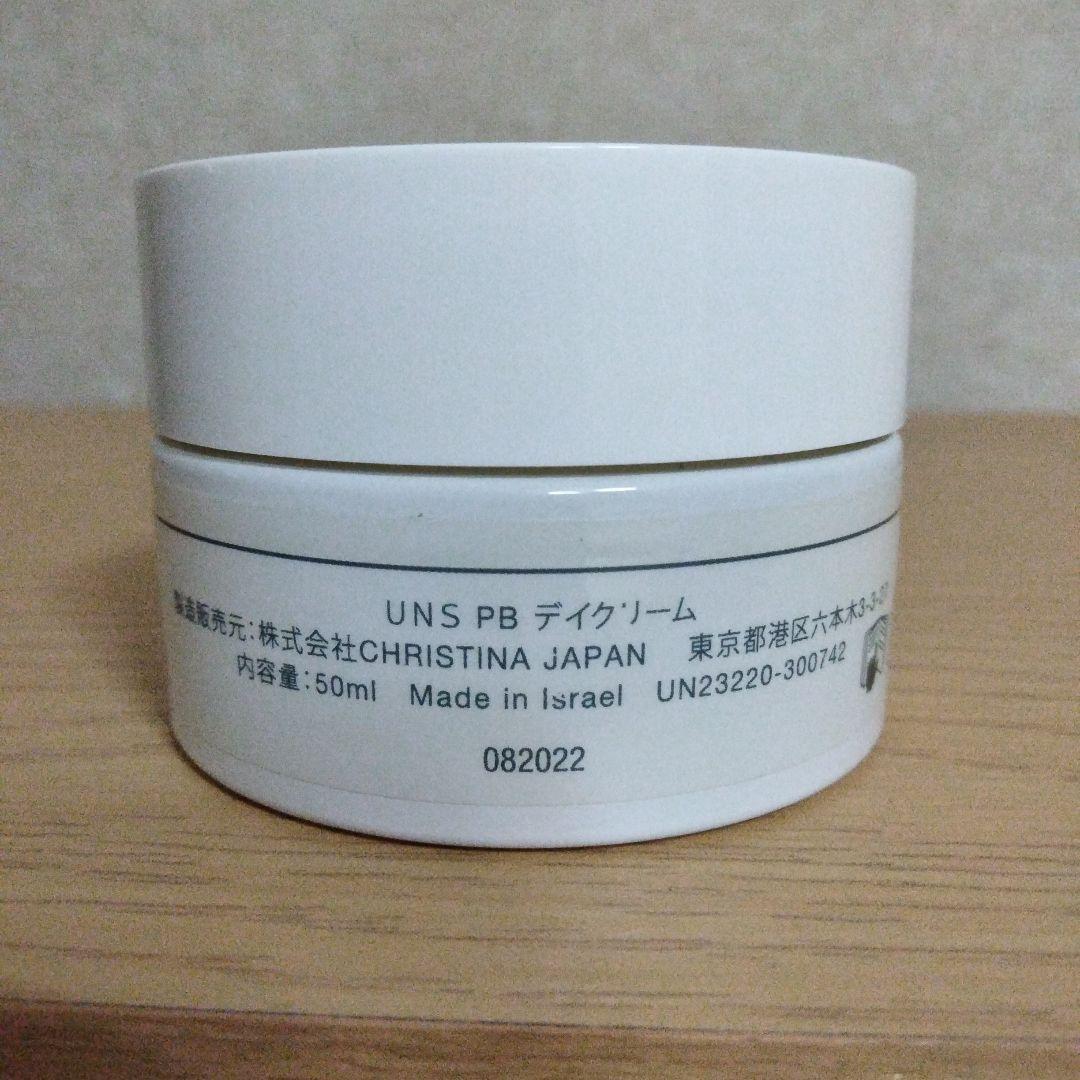 UNS PB デイクリーム
製造販売元:株式会社CHRISTINA JAPAN 東京都港区六本木3-3-
内容量:50ml Made in Israel UN23220-300742
082022